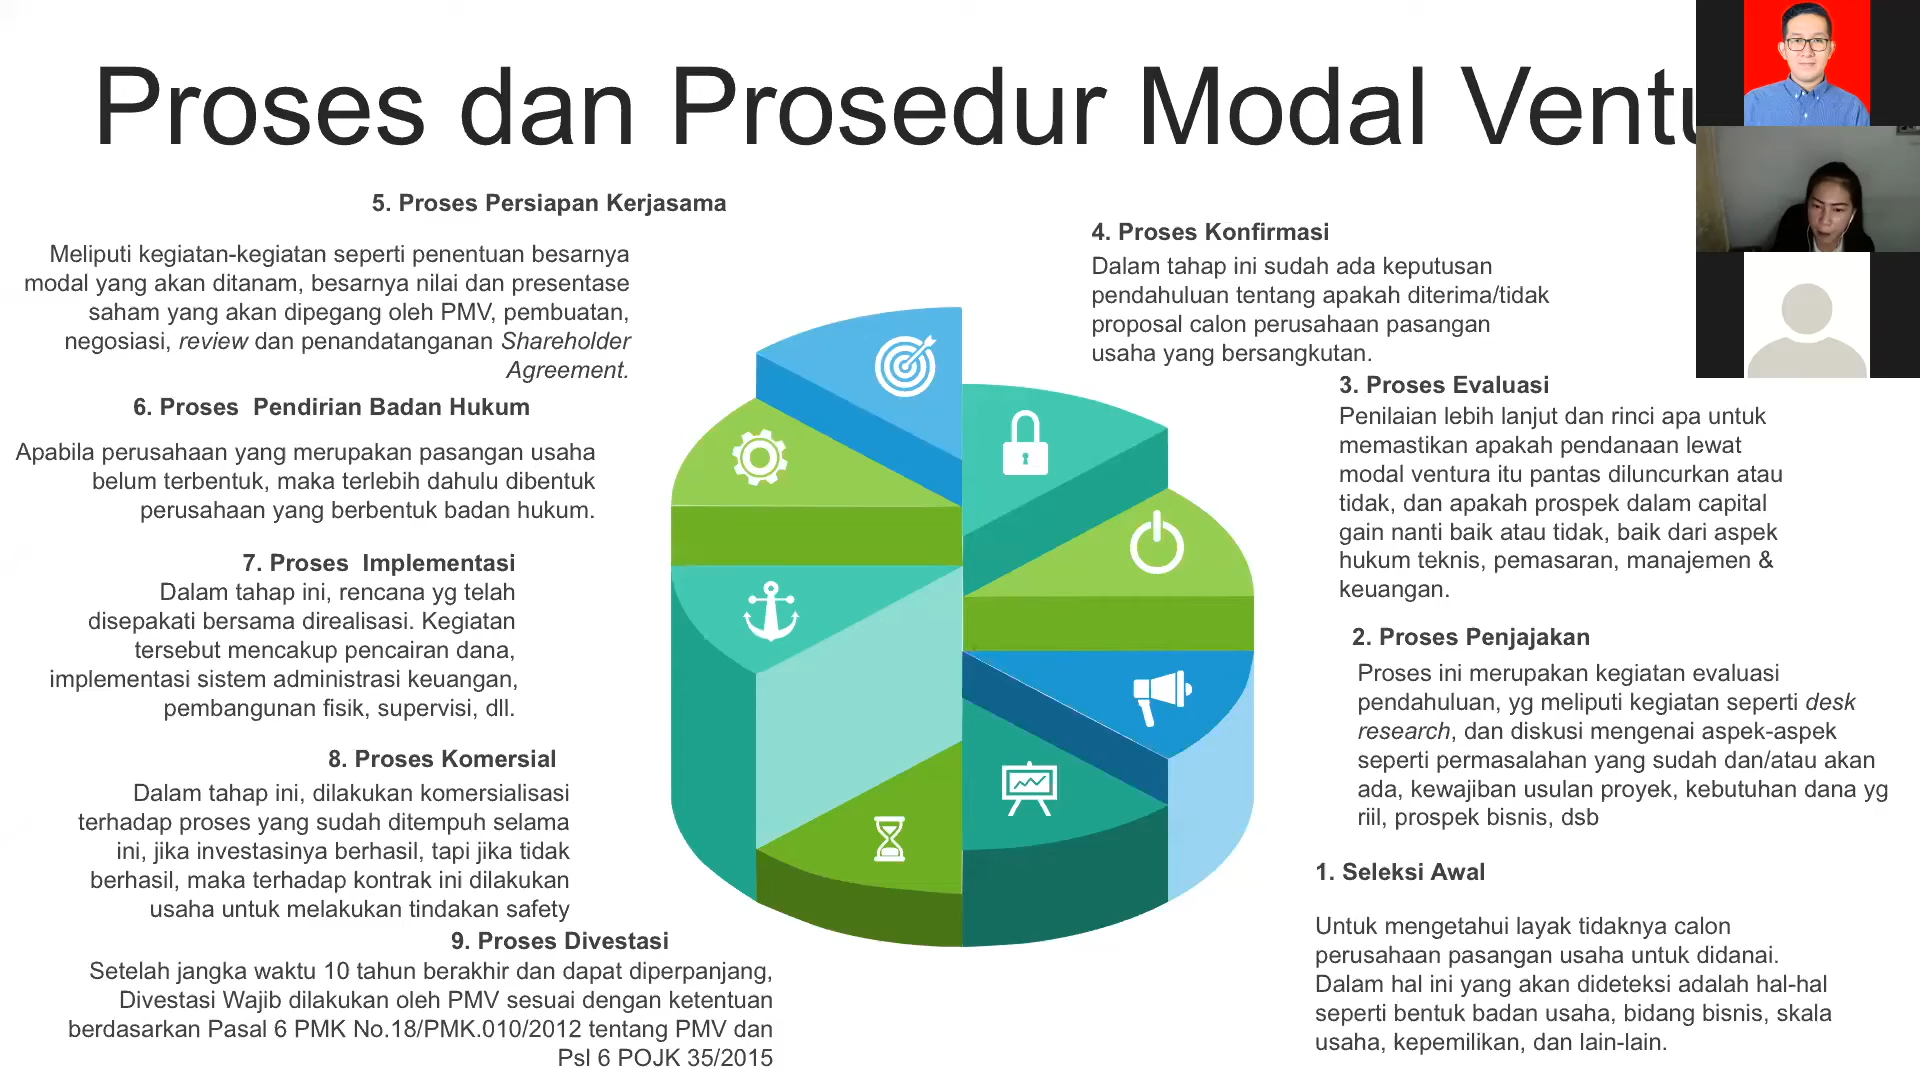 Proses dan Prosedur Modal Ventu
5. Proses Persiapan Kerjasama
Meliputi kegiatan-kegiatan seperti penentuan besarnya
modal yang akan ditanam, besarnya nilai dan presentase
saham yang akan dipegang oleh PMV, pembuatan,
negosiasi, review dan penandatanganan Shareholder
Agreement.
6. Proses  Pendirian Badan Hukum
Apabila perusahaan yang merupakan pasangan usaha
belum terbentuk, maka terlebih dahulu dibentuk
perusahaan yang berbentuk badan hukum.
7. Proses  Implementasi
Dalam tahap ini, rencana yg telah
disepakati bersama direalisasi. Kegiatan
tersebut mencakup pencairan dana,
implementasi sistem administrasi keuangan,
pembangunan fisik, supervisi, dll.
8. Proses Komersial
Dalam tahap ini, dilakukan komersialisasi
terhadap proses yang sudah ditempuh selama
ini, jika investasinya berhasil, tapi jika tidak
berhasil, maka terhadap kontrak ini dilakukan
usaha untuk melakukan tindakan safety
9. Proses Divestasi
Setelah jangka waktu 10 tahun berakhir dan dapat diperpanjang,
Divestasi Wajib dilakukan oleh PMV sesuai dengan ketentuan
berdasarkan Pasal 6 PMK No.18/PMK.010/2012 tentang PMV dan
Psl 6 POJK 35/2015
4. Proses Konfirmasi
Dalam tahap ini sudah ada keputusan
pendahuluan tentang apakah diterima/tidak
proposal calon perusahaan pasangan
usaha yang bersangkutan.
3. Proses Evaluasi
Penilaian lebih lanjut dan rinci apa untuk
memastikan apakah pendanaan lewat
modal ventura itu pantas diluncurkan atau
tidak, dan apakah prospek dalam capital
gain nanti baik atau tidak, baik dari aspek
hukum teknis, pemasaran, manajemen &
keuangan.
2. Proses Penjajakan
Proses ini merupakan kegiatan evaluasi
pendahuluan, yg meliputi kegiatan seperti desk
research, dan diskusi mengenai aspek-aspek
seperti permasalahan yang sudah dan/atau akan
ada, kewajiban usulan proyek, kebutuhan dana yg
riil, prospek bisnis, dsb
1. Seleksi Awal
Untuk mengetahui layak tidaknya calon
perusahaan pasangan usaha untuk didanai.
Dalam hal ini yang akan dideteksi adalah hal-hal
seperti bentuk badan usaha, bidang bisnis, skala
usaha, kepemilikan, dan lain-lain.